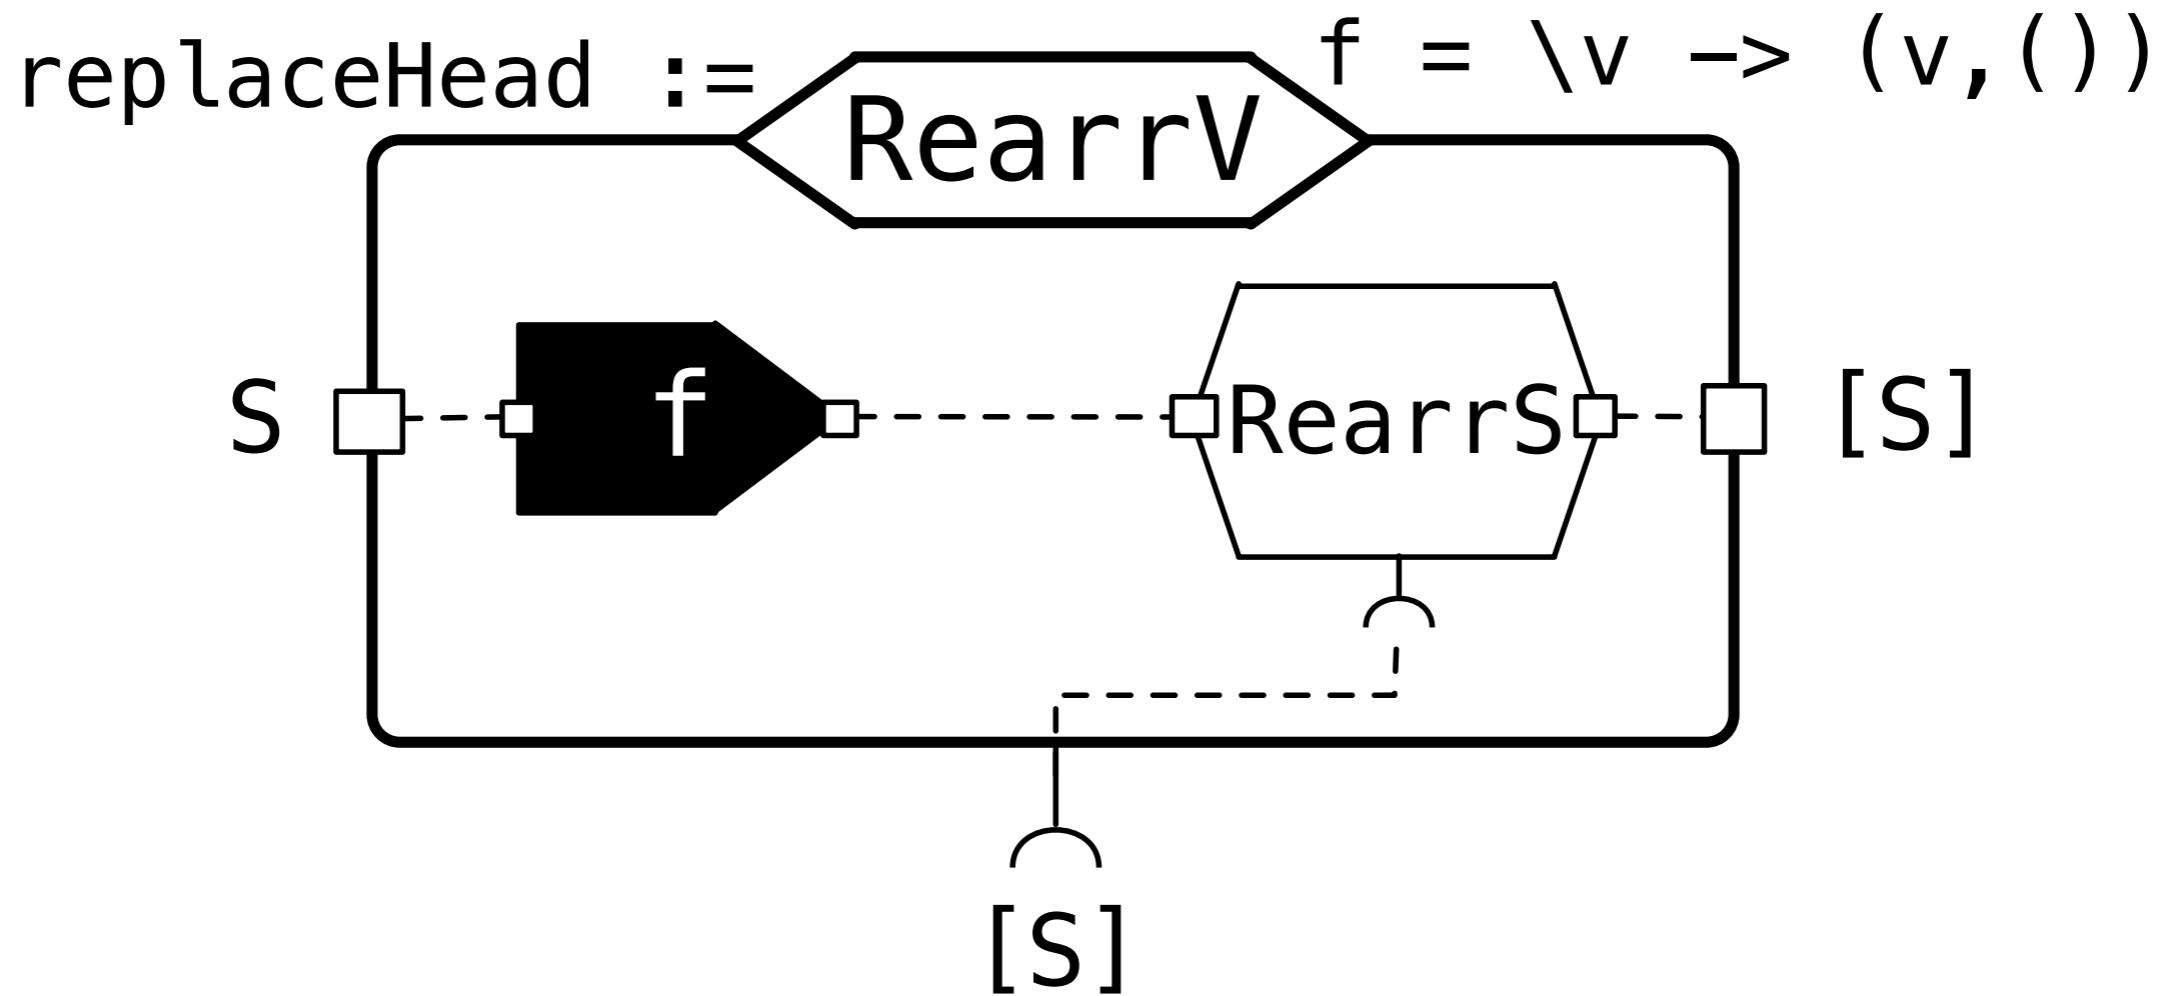 replaceHead :=
RearrV
f = \v –> (v,())
S
f
RearrS
[S]
[S]